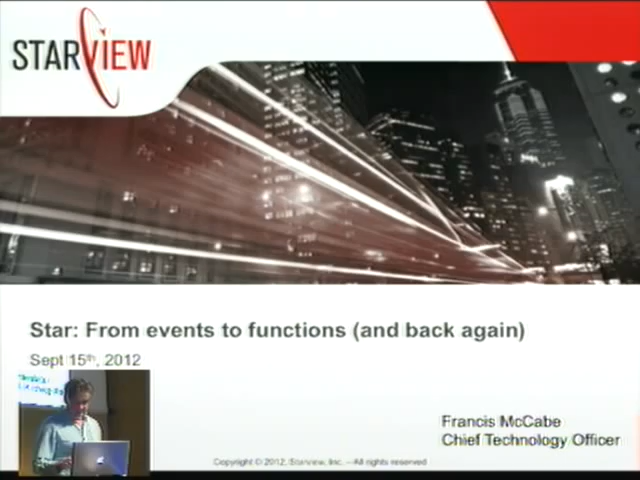 STARVIEW
Star: From events to functions (and back again)
Sept 15th, 2012
Francis McCabe
Chief Technology Officer
Copyright © 2012, Starview, Inc. – All rights reserved